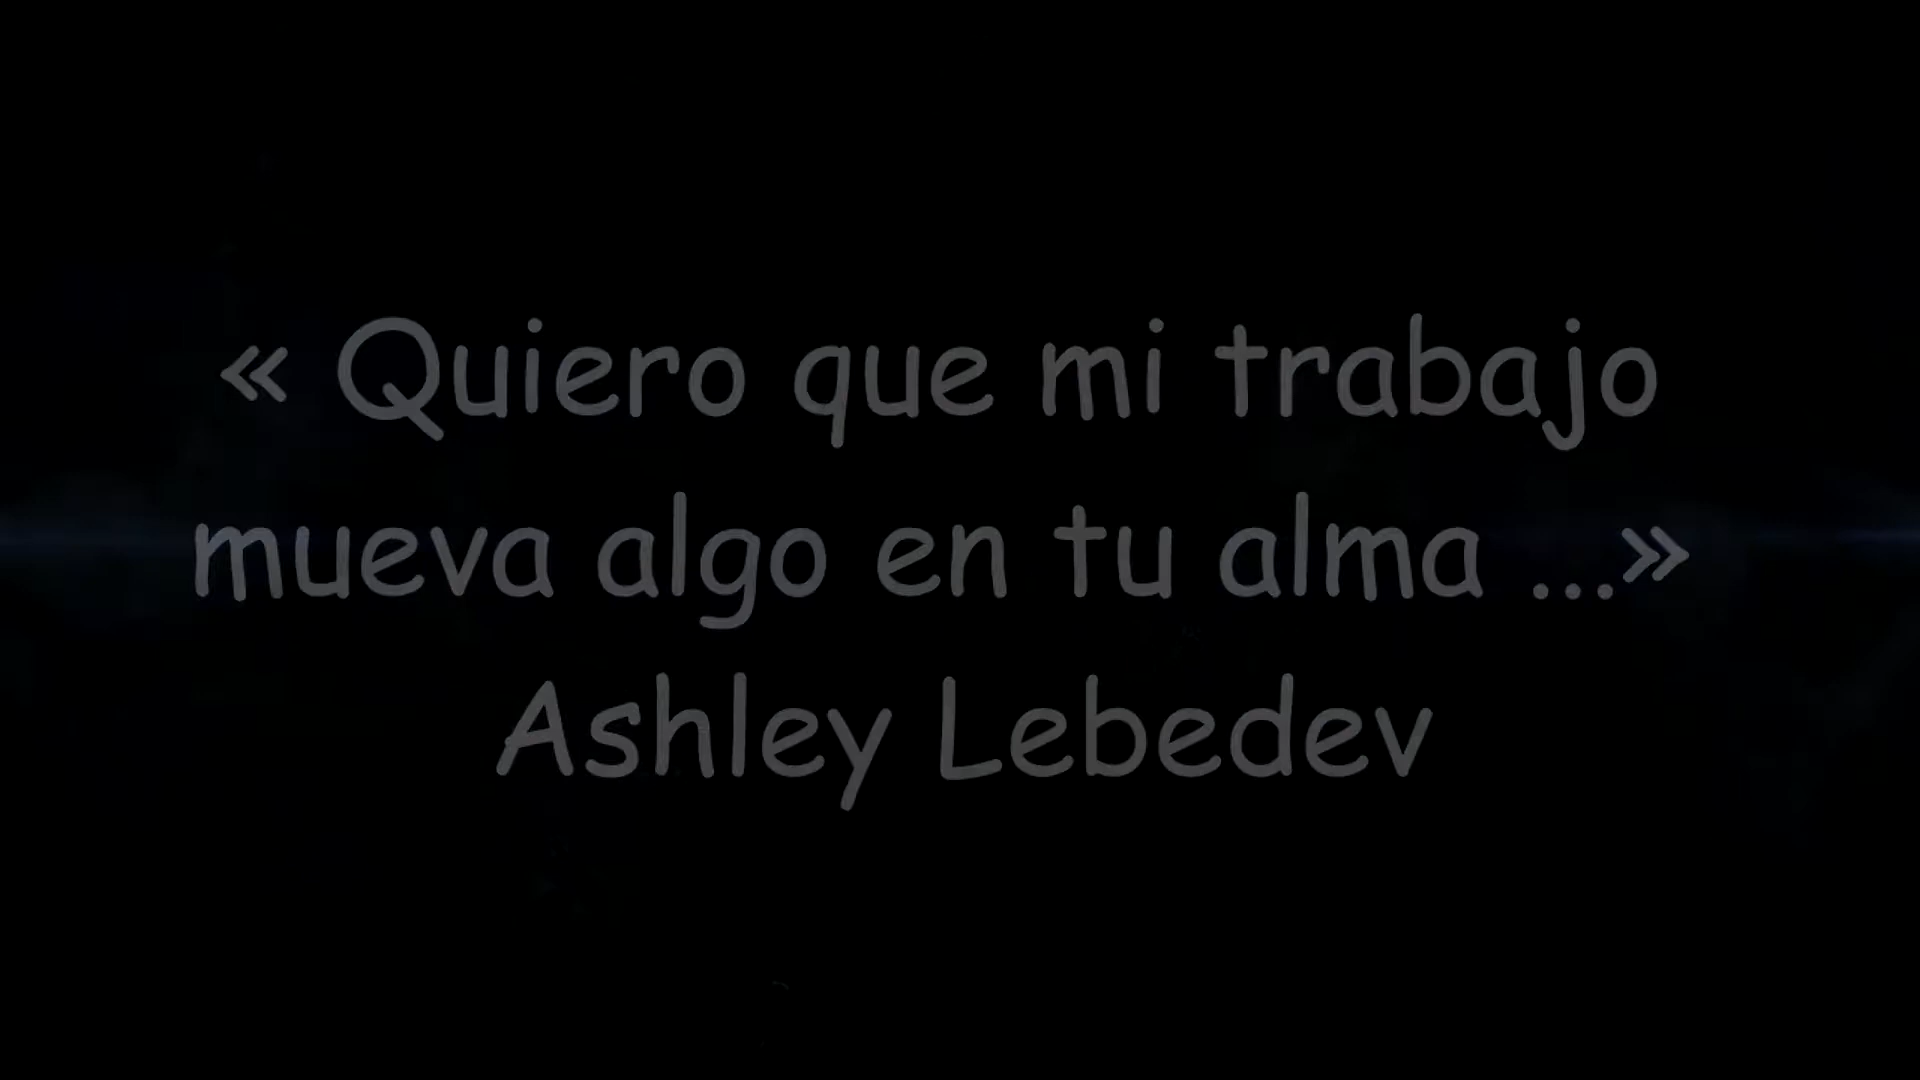 « Quiero que mi trabajo
mueva algo en tu alma ...»
Ashley Lebedev